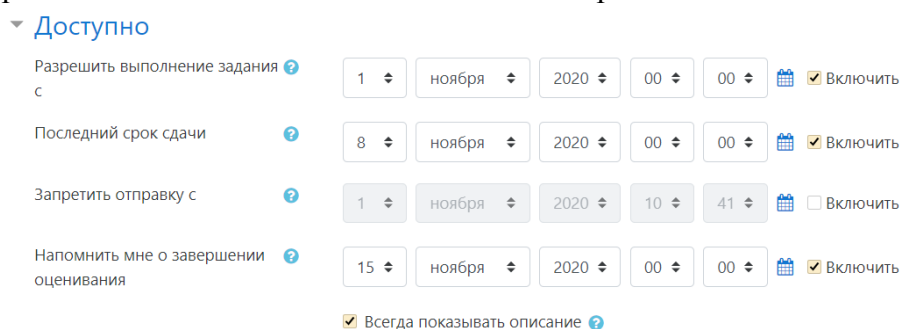 Доступно
Разрешить выполнение задания с
1 ноября 2020 00 00 Включить
Последний срок сдачи
8 ноября 2020 00 00 Включить
Запретить отправку с
1 ноября 2020 10 41 Включить
Напомнить мне о завершении оценивания
15 ноября 2020 00 00 Включить
Всегда показывать описание